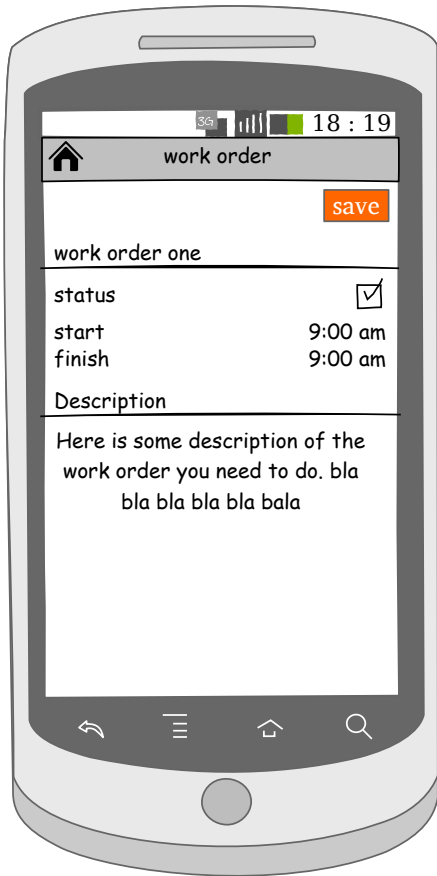 3G 18 : 19
work order
save
work order one
status
start 9:00 am
finish 9:00 am
Description
Here is some description of the
work order you need to do. bla
bla bla bla bla bala